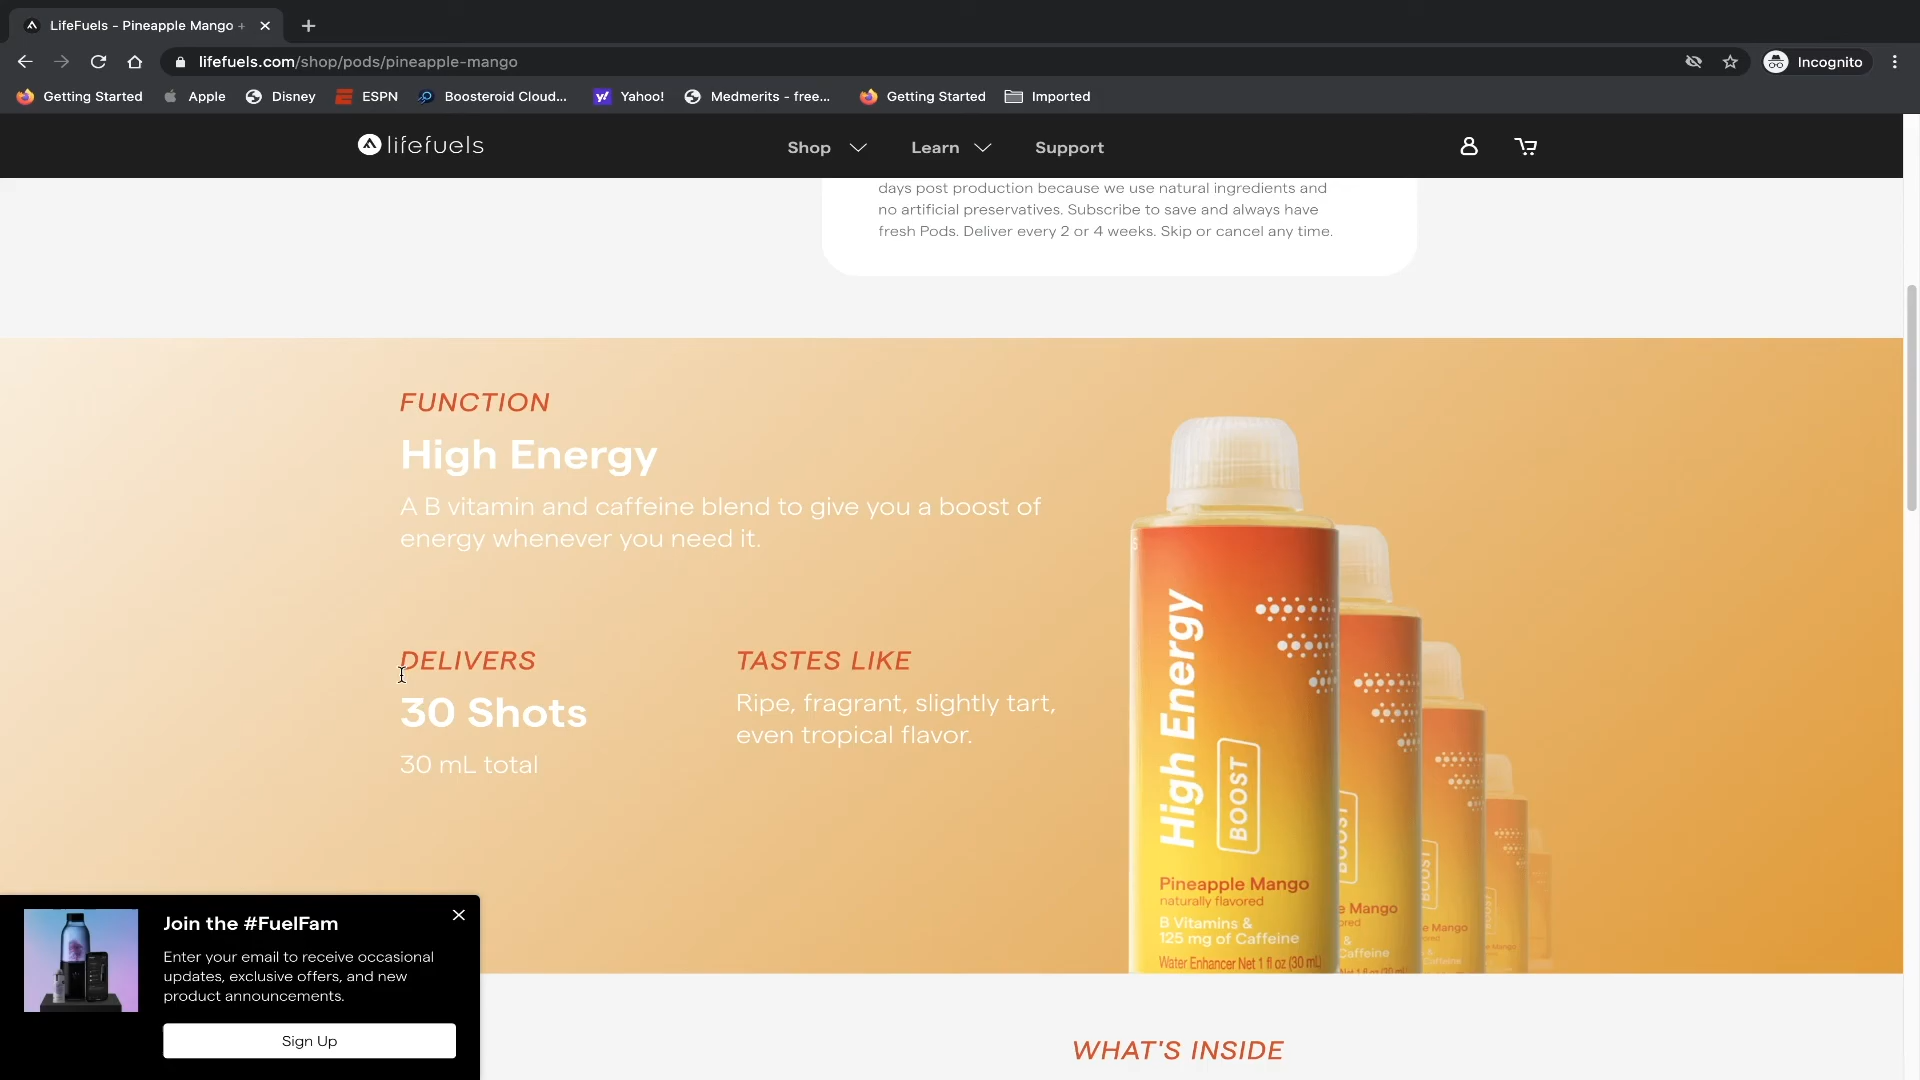 LifeFuels - Pineapple Mango +
lifefuels.com/shop/pods/pineapple-mango
Incognito
Getting Started
Apple
Disney
ESPN
Boosteroid Cloud...
Yahoo!
Medmerits - free...
Getting Started
Imported
lifefuels
Shop
Learn
Support
days post production because we use natural ingredients and
no artificial preservatives. Subscribe to save and always have
fresh Pods. Deliver every 2 or 4 weeks. Skip or cancel any time.
FUNCTION
High Energy
A B vitamin and caffeine blend to give you a boost of
energy whenever you need it.
DELIVERS
30 Shots
30 mL total
TASTES LIKE
Ripe, fragrant, slightly tart,
even tropical flavor.
High Energy
BOOST
Pineapple Mango
naturally flavored
B Vitamins &
125 mg of Caffeine
Water Enhancer Net 1 fl oz (30 mL)
BOOST
e Mango
ored
&
Caffeine
Net 1 fl oz (30 mL)
BOOST
e Mango
Join the #FuelFam
Enter your email to receive occasional
updates, exclusive offers, and new
product announcements.
Sign Up
WHAT'S INSIDE